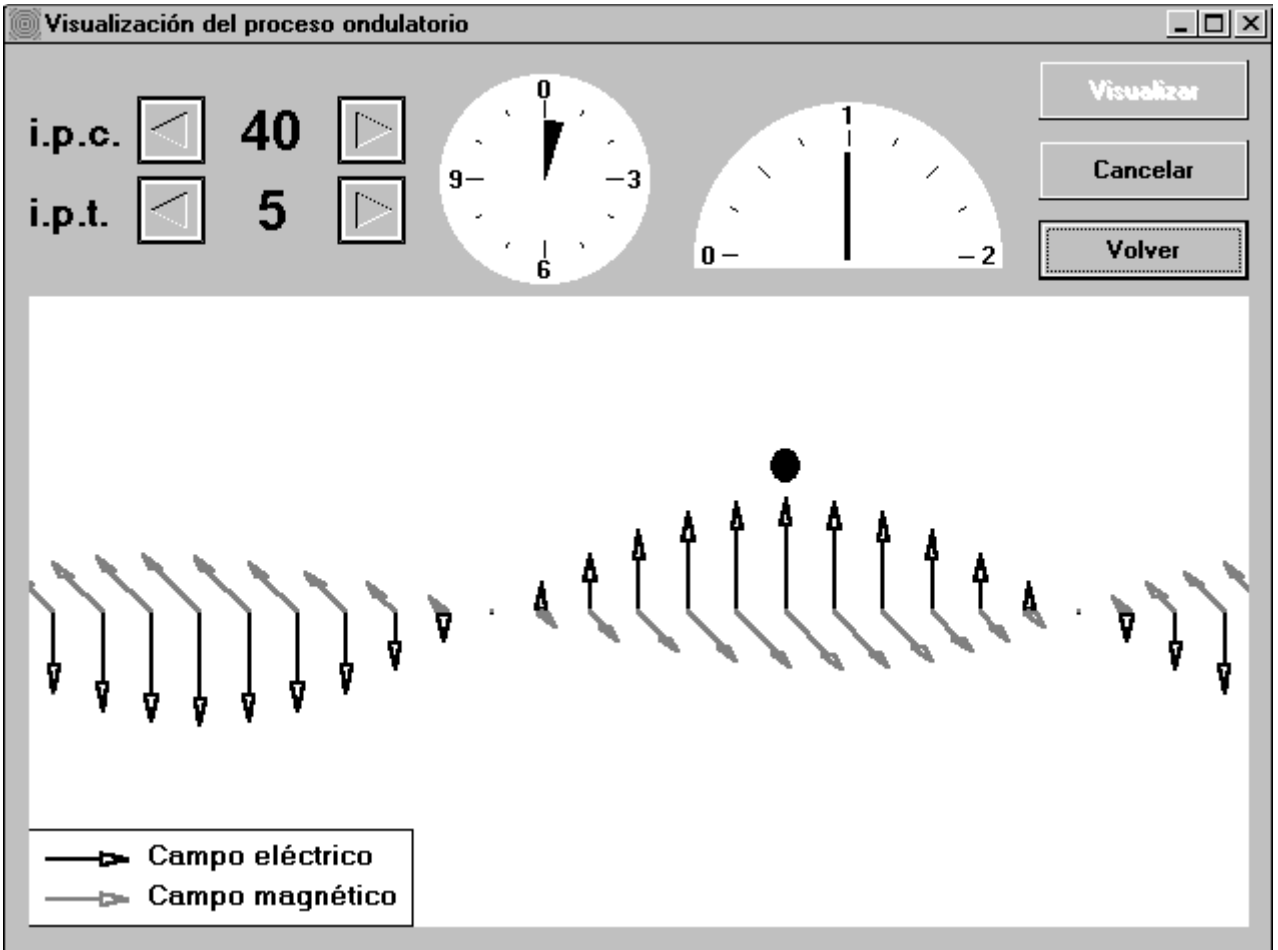 Visualización del proceso ondulatorio
i.p.c. 40
i.p.t. 5
0
3
6
9
0
1
2
Visualizar
Cancelar
Volver
Campo eléctrico
Campo magnético